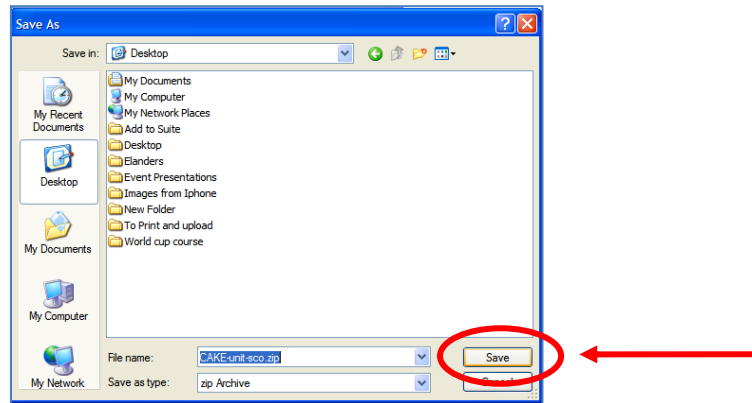 Save As
Save in:
Desktop
My Recent
Documents
Desktop
My Documents
My Computer
My Network
My Documents
My Computer
My Network Places
Add to Suite
Desktop
Elanders
Event Presentations
Images from Iphone
New Folder
To Print and upload
World cup course
File name:
CAKE-unit-sco.zip
Save
Save as type:
zip Archive
Cancel